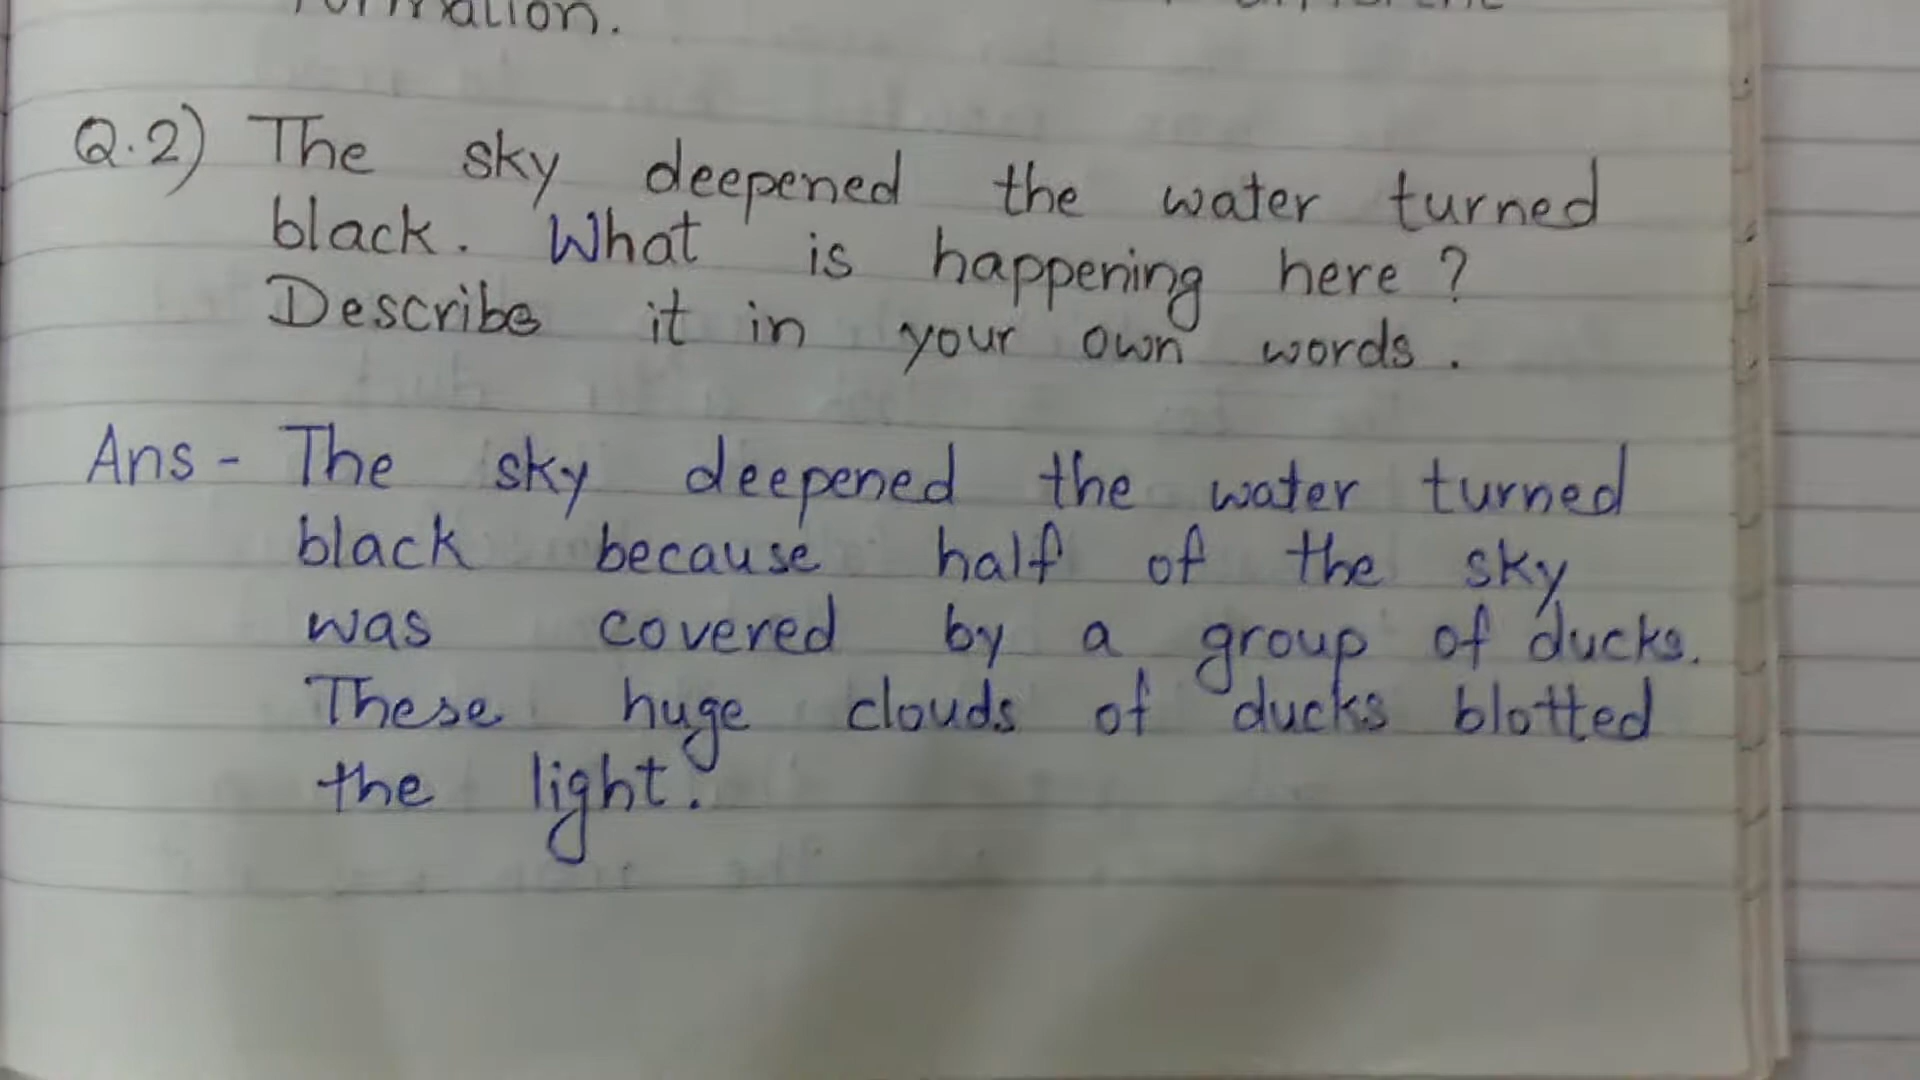 formation.
Q.2) The sky deepened the water turned
black. What is happening here?
Describe it in your own words.
Ans - The sky deepened the water turned
black because half of the sky
was covered by a group of ducks.
These huge clouds of ducks blotted
the light.